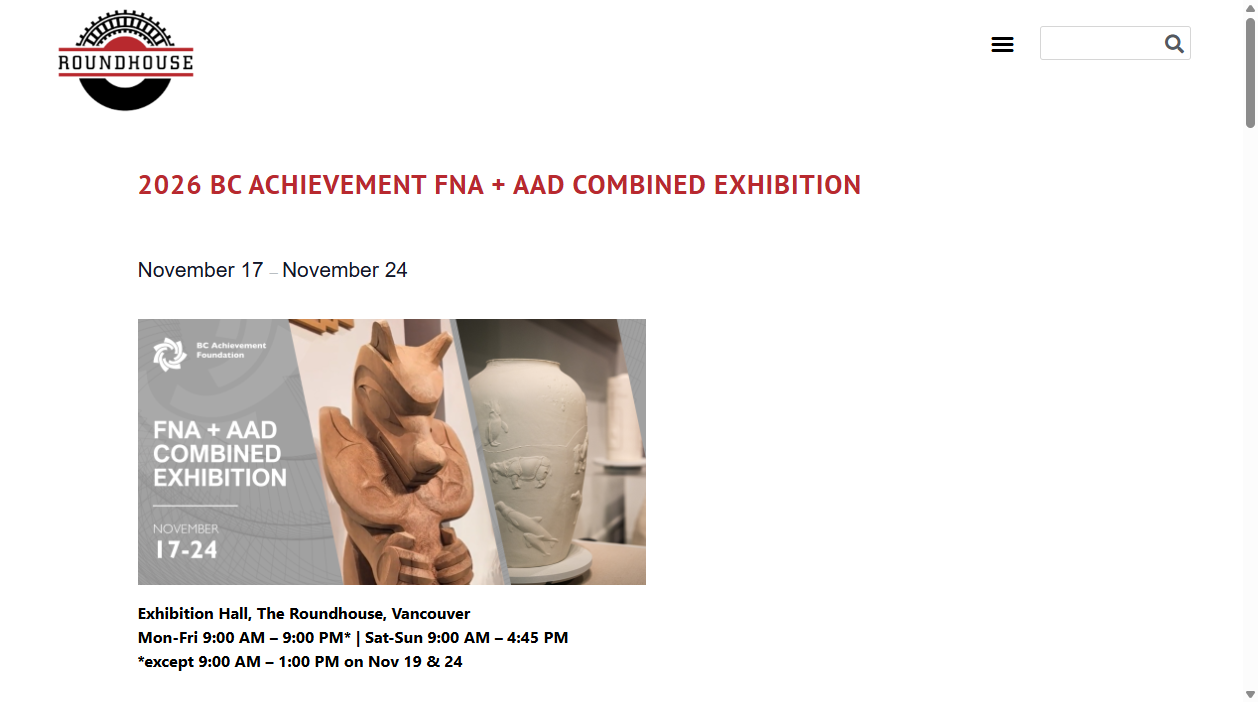 ROUNDHOUSE
2026 BC ACHIEVEMENT FNA + AAD COMBINED EXHIBITION
November 17 – November 24
BC Achievement
Foundation
FNA + AAD
COMBINED
EXHIBITION
NOVEMBER
17-24
Exhibition Hall, The Roundhouse, Vancouver
Mon-Fri 9:00 AM – 9:00 PM* | Sat-Sun 9:00 AM – 4:45 PM
*except 9:00 AM – 1:00 PM on Nov 19 & 24